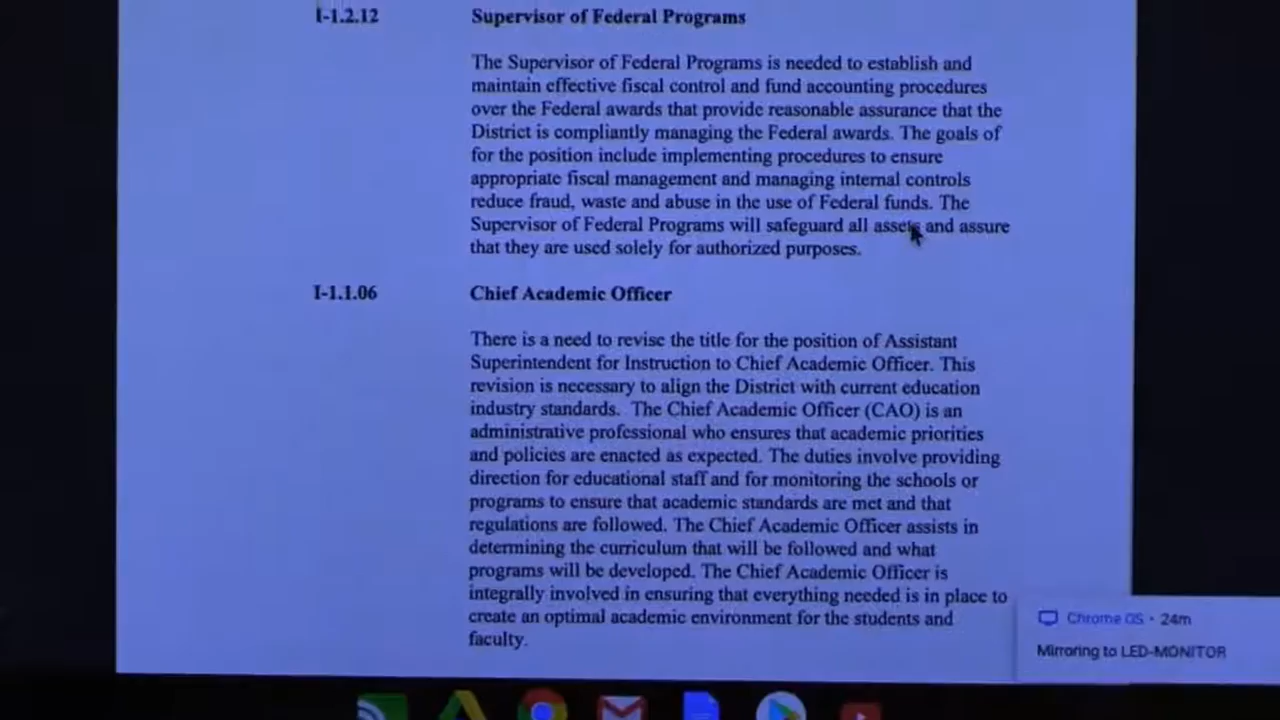 I-1.2.12 Supervisor of Federal Programs
The Supervisor of Federal Programs is needed to establish and
maintain effective fiscal control and fund accounting procedures
over the Federal awards that provide reasonable assurance that the
District is compliantly managing the Federal awards. The goals of
for the position include implementing procedures to ensure
appropriate fiscal management and managing internal controls
reduce fraud, waste and abuse in the use of Federal funds. The
Supervisor of Federal Programs will safeguard all assets and assure
that they are used solely for authorized purposes.
I-1.1.06 Chief Academic Officer
There is a need to revise the title for the position of Assistant
Superintendent for Instruction to Chief Academic Officer. This
revision is necessary to align the District with current education
industry standards. The Chief Academic Officer (CAO) is an
administrative professional who ensures that academic priorities
and policies are enacted as expected. The duties involve providing
direction for educational staff and for monitoring the schools or
programs to ensure that academic standards are met and that
regulations are followed. The Chief Academic Officer assists in
determining the curriculum that will be followed and what
programs will be developed. The Chief Academic Officer is
integrally involved in ensuring that everything needed is in place to
create an optimal academic environment for the students and
faculty.
Chrome OS · 24m
Mirroring to LED-MONITOR